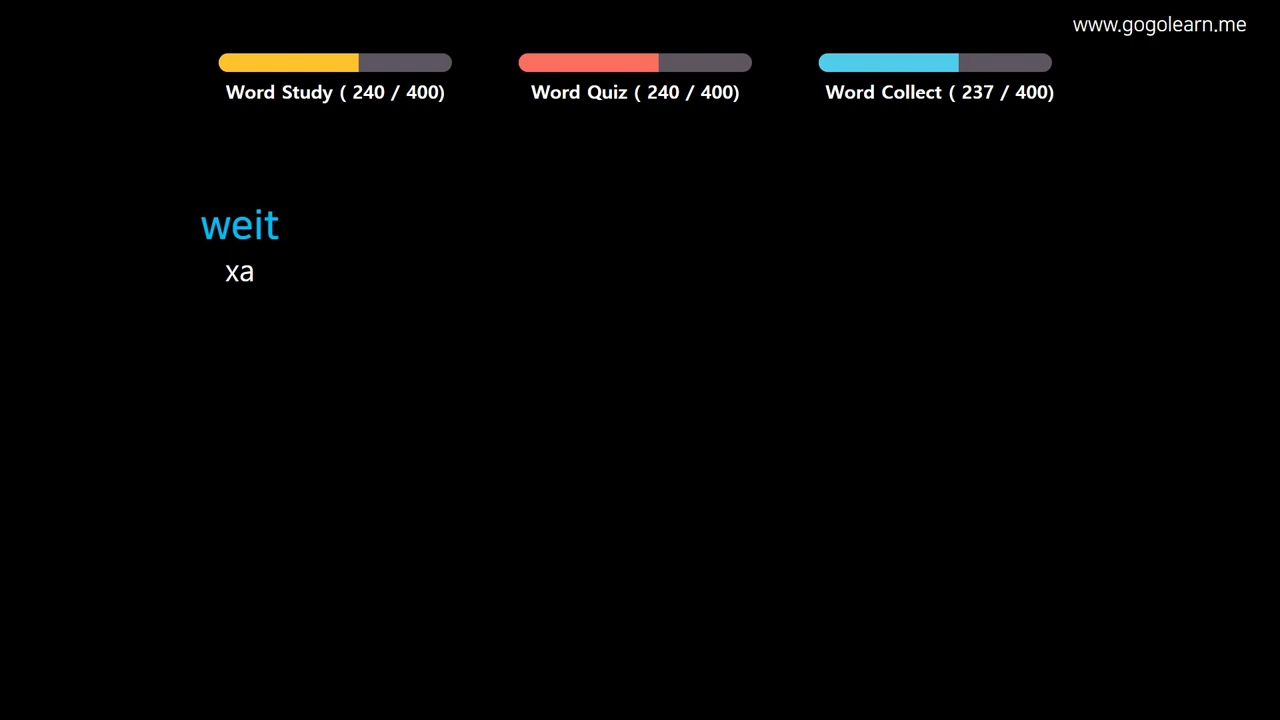 www.gogolearn.me
Word Study ( 240 / 400)
Word Quiz ( 240 / 400)
Word Collect ( 237 / 400)
weit
xa